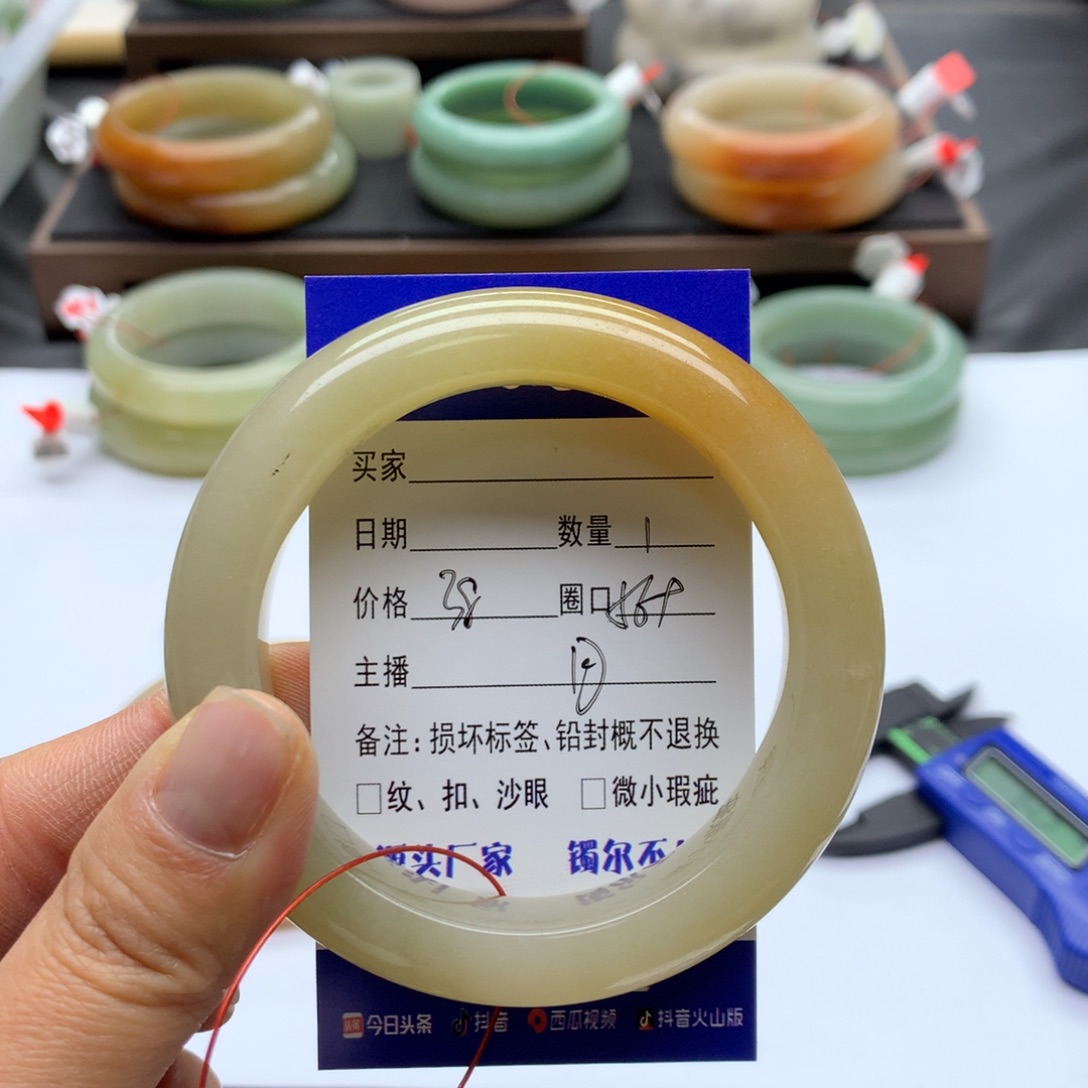 买家
日期 数量 1
价格 38 圈口
主播
备注：损坏标签、铅封概不退换
□纹、扣、沙眼 □微小瑕疵
源头厂家 镯尔不
今日头条 抖音 西瓜视频 抖音火山版